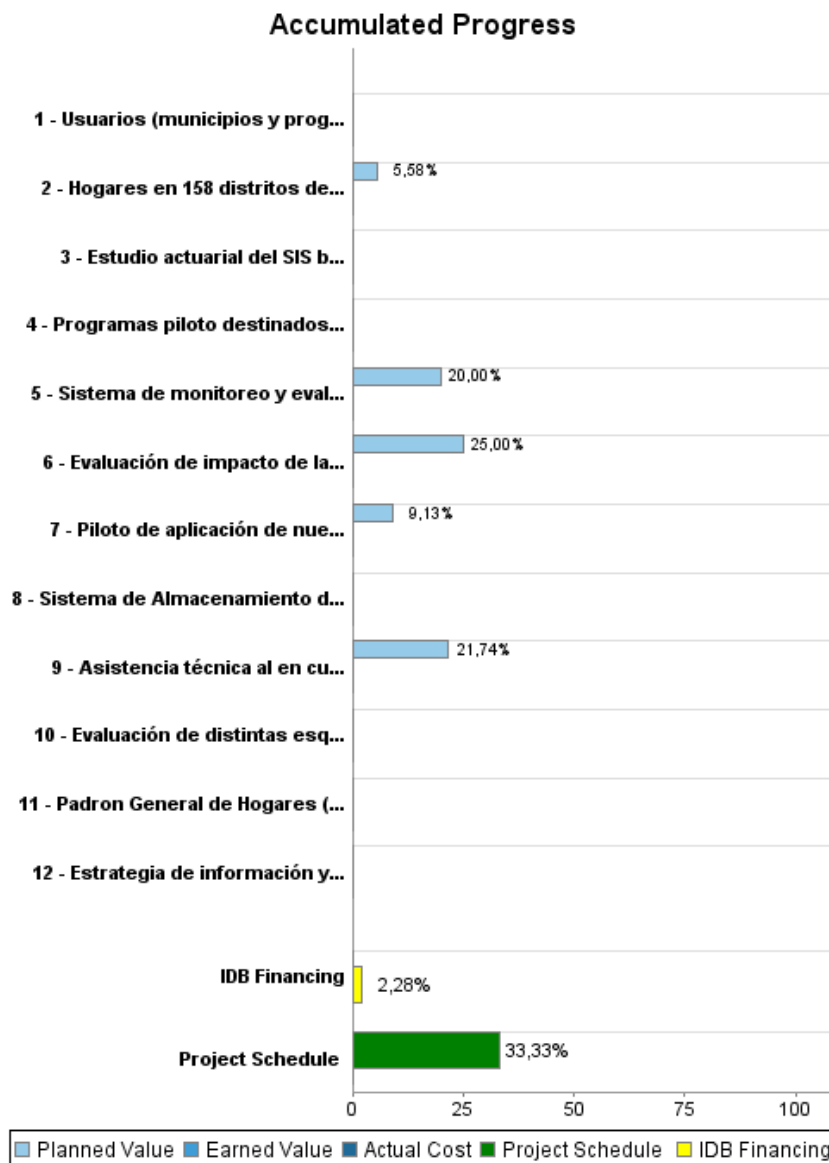 Accumulated Progress
1 - Usuarios (municipios y prog...
2 - Hogares en 158 distritos de...
5,58%
3 - Estudio actuarial del SIS b...
4 - Programas piloto destinados...
5 - Sistema de monitoreo y eval...
20,00%
6 - Evaluación de impacto de la...
25,00%
7 - Piloto de aplicación de nue...
9,13%
8 - Sistema de Almacenamiento d...
9 - Asistencia técnica al en cu...
21,74%
10 - Evaluación de distintas esq...
11 - Padron General de Hogares (...
12 - Estrategia de información y...
IDB Financing
2,28%
Project Schedule
33,33%
0 25 50 75 100
Planned Value Earned Value Actual Cost Project Schedule IDB Financing